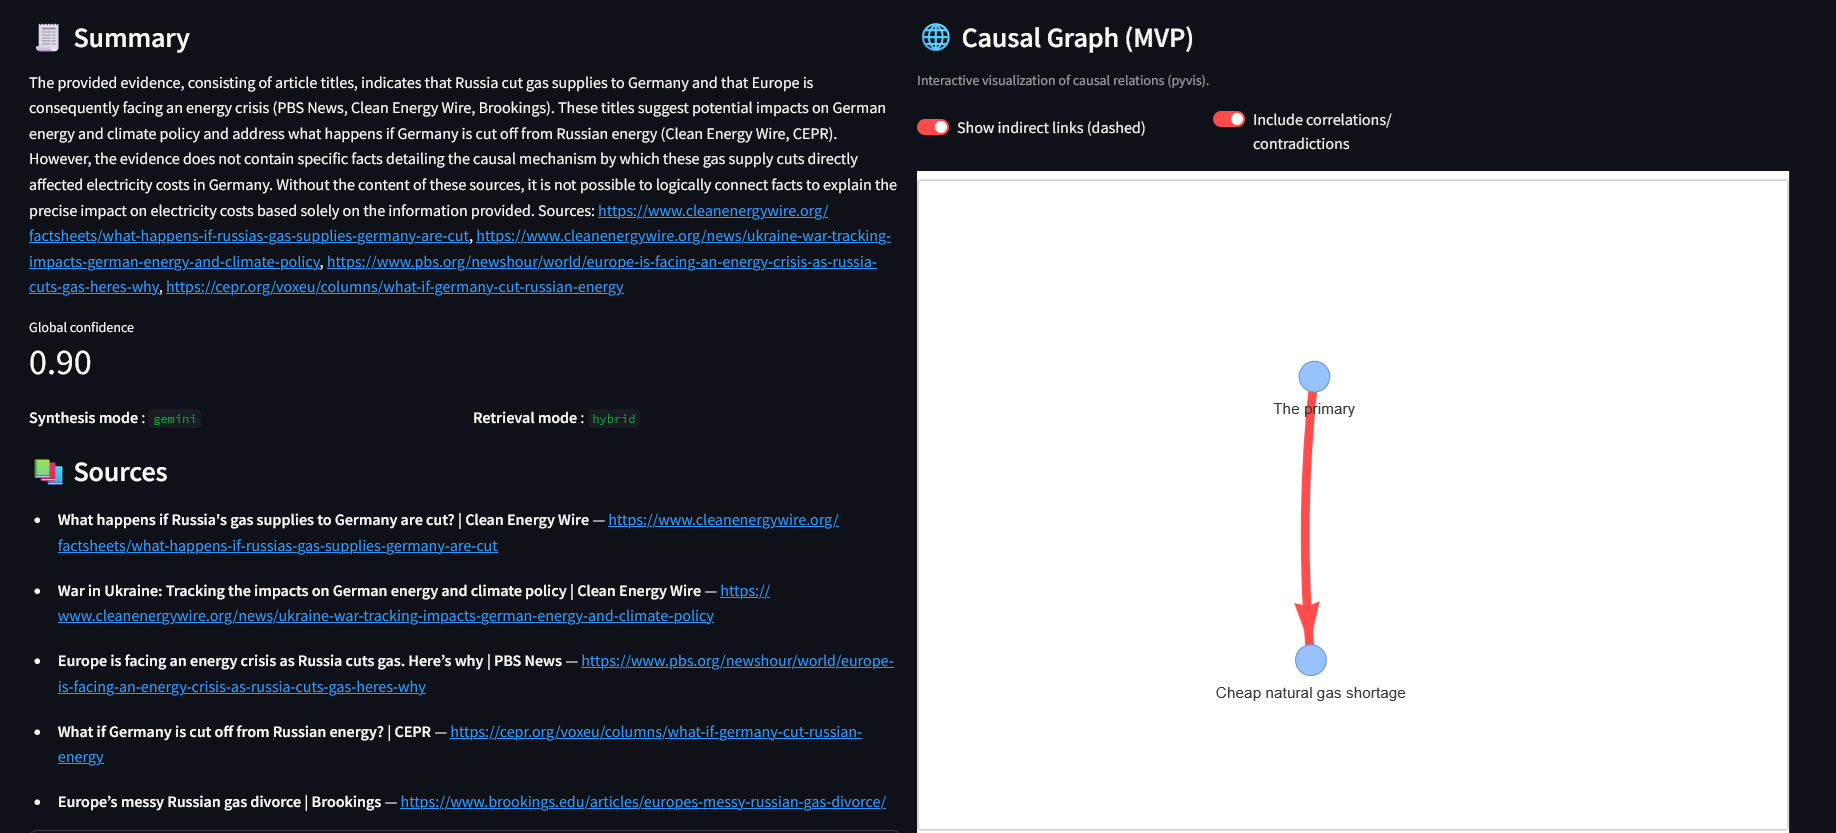 Summary
The provided evidence, consisting of article titles, indicates that Russia cut gas supplies to Germany and that Europe is
consequently facing an energy crisis (PBS News, Clean Energy Wire, Brookings). These titles suggest potential impacts on German
energy and climate policy and address what happens if Germany is cut off from Russian energy (Clean Energy Wire, CEPR).
However, the evidence does not contain specific facts detailing the causal mechanism by which these gas supply cuts directly
affected electricity costs in Germany. Without the content of these sources, it is not possible to logically connect facts to explain the
precise impact on electricity costs based solely on the information provided. Sources: https://www.cleanenergywire.org/
factsheets/what-happens-if-russias-gas-supplies-germany-are-cut, https://www.cleanenergywire.org/news/ukraine-war-tracking-
impacts-german-energy-and-climate-policy, https://www.pbs.org/newshour/world/europe-is-facing-an-energy-crisis-as-russia-
cuts-gas-heres-why, https://cepr.org/voxeu/columns/what-if-germany-cut-russian-energy
Global confidence
0.90
Synthesis mode : gemini
Retrieval mode : hybrid
Sources
• What happens if Russia's gas supplies to Germany are cut? | Clean Energy Wire — https://www.cleanenergywire.org/
factsheets/what-happens-if-russias-gas-supplies-germany-are-cut
• War in Ukraine: Tracking the impacts on German energy and climate policy | Clean Energy Wire — https://
www.cleanenergywire.org/news/ukraine-war-tracking-impacts-german-energy-and-climate-policy
• Europe is facing an energy crisis as Russia cuts gas. Here’s why | PBS News — https://www.pbs.org/newshour/world/europe-
is-facing-an-energy-crisis-as-russia-cuts-gas-heres-why
• What if Germany is cut off from Russian energy? | CEPR — https://cepr.org/voxeu/columns/what-if-germany-cut-russian-
energy
• Europe’s messy Russian gas divorce | Brookings — https://www.brookings.edu/articles/europes-messy-russian-gas-divorce/
Causal Graph (MVP)
Interactive visualization of causal relations (pyvis).
Show indirect links (dashed)
Include correlations/
contradictions
The primary
Cheap natural gas shortage